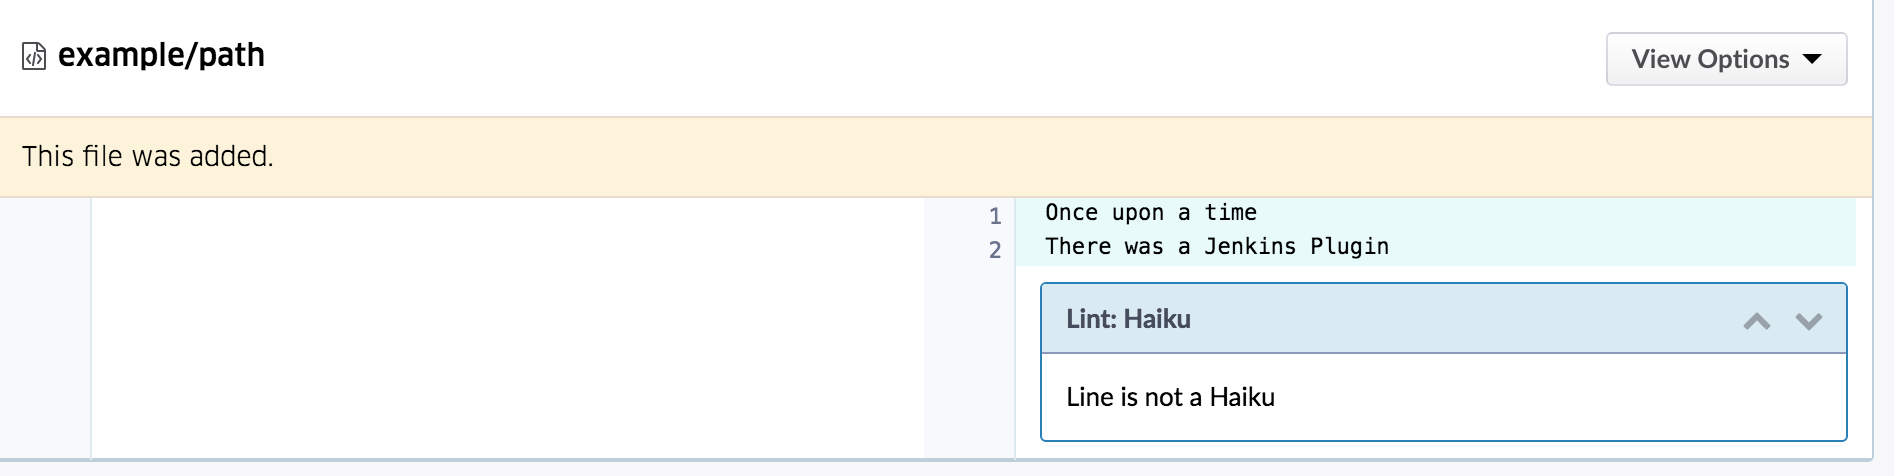 example/path
View Options
This file was added.
1 Once upon a time
2 There was a Jenkins Plugin
Lint: Haiku
Line is not a Haiku